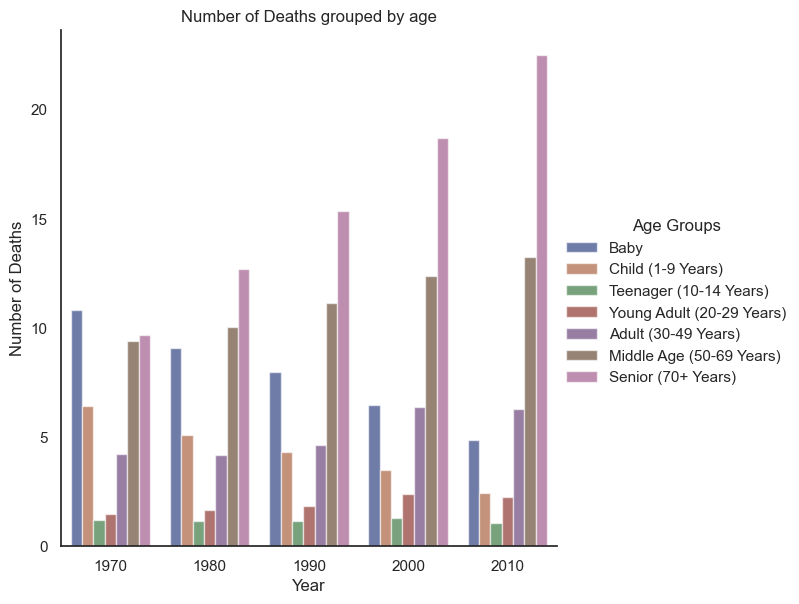 Number of Deaths grouped by age
Number of Deaths
20
15
10
5
0
1970 1980 1990 2000 2010
Year
Age Groups
Baby
Child (1-9 Years)
Teenager (10-14 Years)
Young Adult (20-29 Years)
Adult (30-49 Years)
Middle Age (50-69 Years)
Senior (70+ Years)